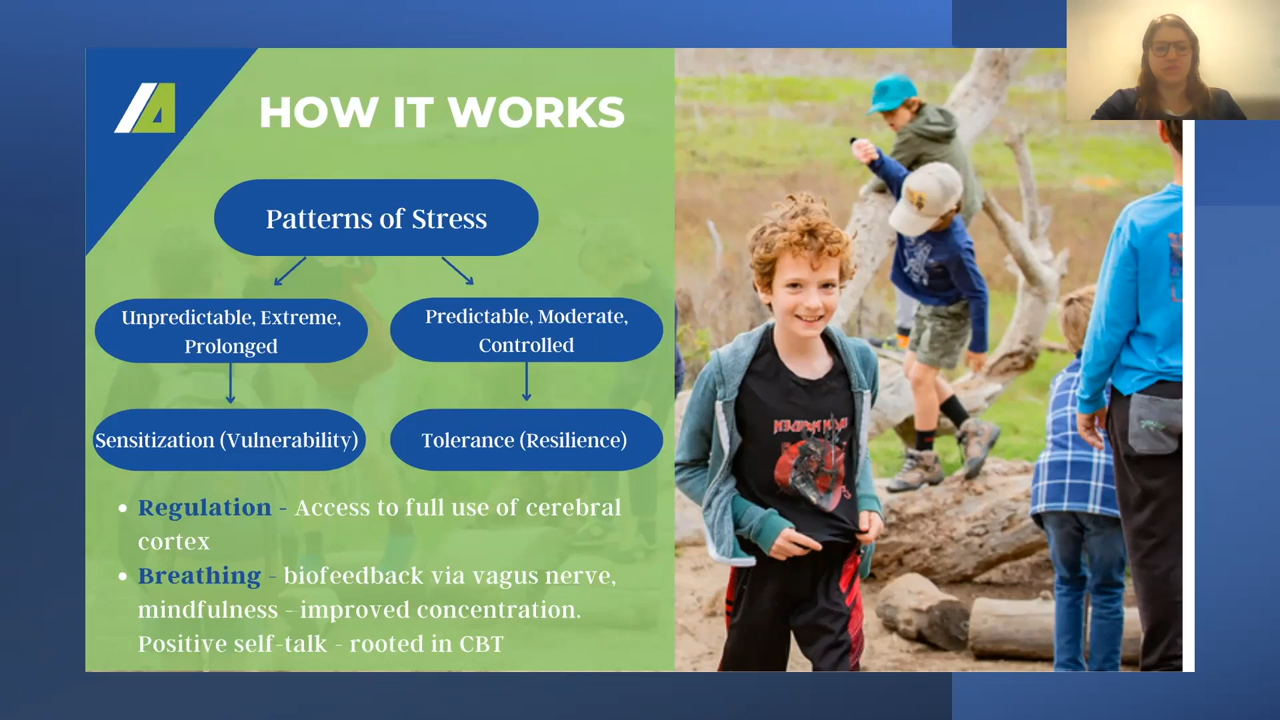 HOW IT WORKS
Patterns of Stress
Unpredictable, Extreme,
Prolonged
Predictable, Moderate,
Controlled
Sensitization (Vulnerability)
Tolerance (Resilience)
• Regulation - Access to full use of cerebral
cortex
• Breathing - biofeedback via vagus nerve,
mindfulness - improved concentration.
Positive self-talk - rooted in CBT